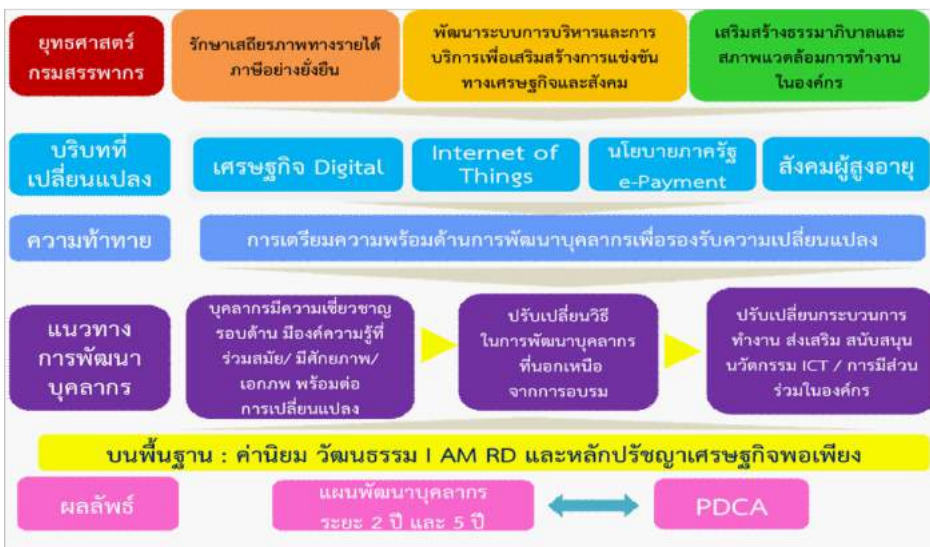 ยุทธศาสตร์
กรมสรรพากร
รักษาเสถียรภาพทางรายได้
ภาษีอย่างยั่งยืน
พัฒนาระบบการบริหารและการ
บริการเพื่อเสริมสร้างการแข่งขัน
ทางเศรษฐกิจและสังคม
เสริมสร้างธรรมาภิบาลและ
สภาพแวดล้อมการทำงาน
ในองค์กร
บริบทที่
เปลี่ยนแปลง
เศรษฐกิจ Digital
Internet of
Things
นโยบายภาครัฐ
e-Payment
สังคมผู้สูงอายุ
ความท้าทาย
การเตรียมความพร้อมด้านการพัฒนาบุคลากรเพื่อรองรับความเปลี่ยนแปลง
แนวทาง
การพัฒนา
บุคลากร
บุคลากรมีความเชี่ยวชาญ
รอบด้าน มีองค์ความรู้ที่
ร่วมสมัย/ มีศักยภาพ/
เอกภาพ พร้อมต่อ
การเปลี่ยนแปลง
ปรับเปลี่ยนวิธี
ในการพัฒนาบุคลากร
ที่นอกเหนือ
จากการอบรม
ปรับเปลี่ยนกระบวนการ
ทำงาน ส่งเสริม สนับสนุน
นวัตกรรม ICT / การมีส่วน
ร่วมในองค์กร
บนพื้นฐาน : ค่านิยม วัฒนธรรม I AM RD และหลักปรัชญาเศรษฐกิจพอเพียง
ผลลัพธ์
แผนพัฒนาบุคลากร
ระยะ 2 ปี และ 5 ปี
PDCA